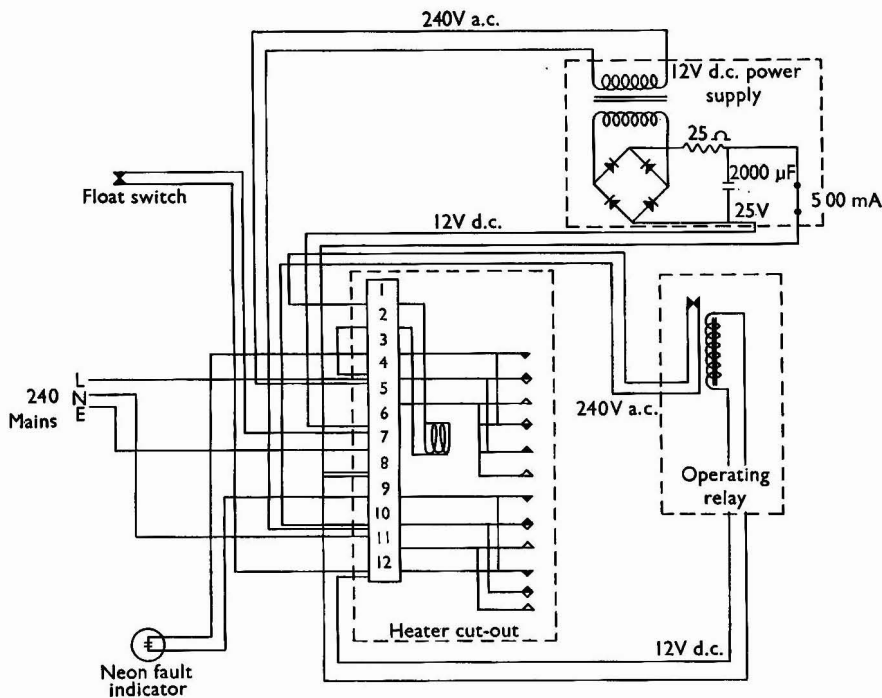 240V a.c.
12V d.c. power
supply
25 Ω
2000 µF
25V
5 00 mA
Float switch
12V d.c.
1
2
3
4
5
6
7
8
9
10
11
12
L
240 N
Mains E
240V a.c.
Operating
relay
Heater cut-out
12V d.c.
Neon fault
indicator